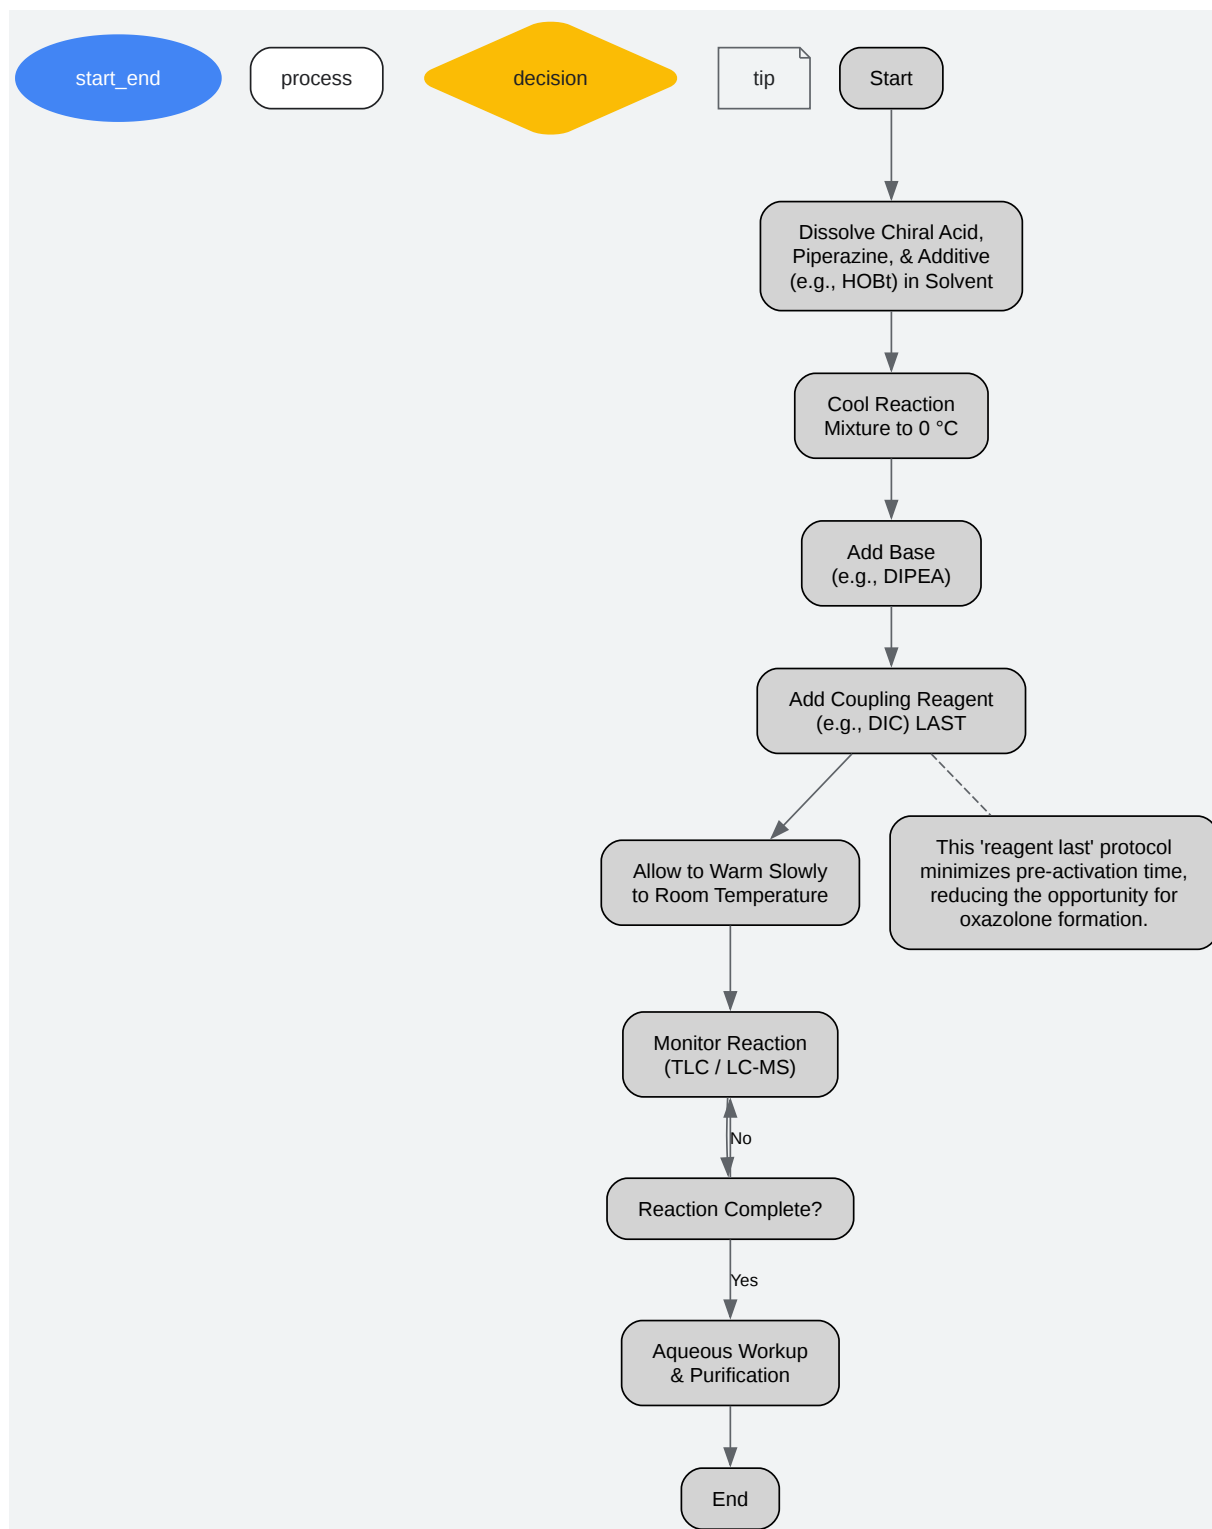 start_end
process
decision
tip
Start
Dissolve Chiral Acid,
Piperazine, & Additive
(e.g., HOBt) in Solvent
Cool Reaction
Mixture to 0 °C
Add Base
(e.g., DIPEA)
Add Coupling Reagent
(e.g., DIC) LAST
Allow to Warm Slowly
to Room Temperature
This 'reagent last' protocol
minimizes pre-activation time,
reducing the opportunity for
oxazolone formation.
Monitor Reaction
(TLC / LC-MS)
No
Reaction Complete?
Yes
Aqueous Workup
& Purification
End